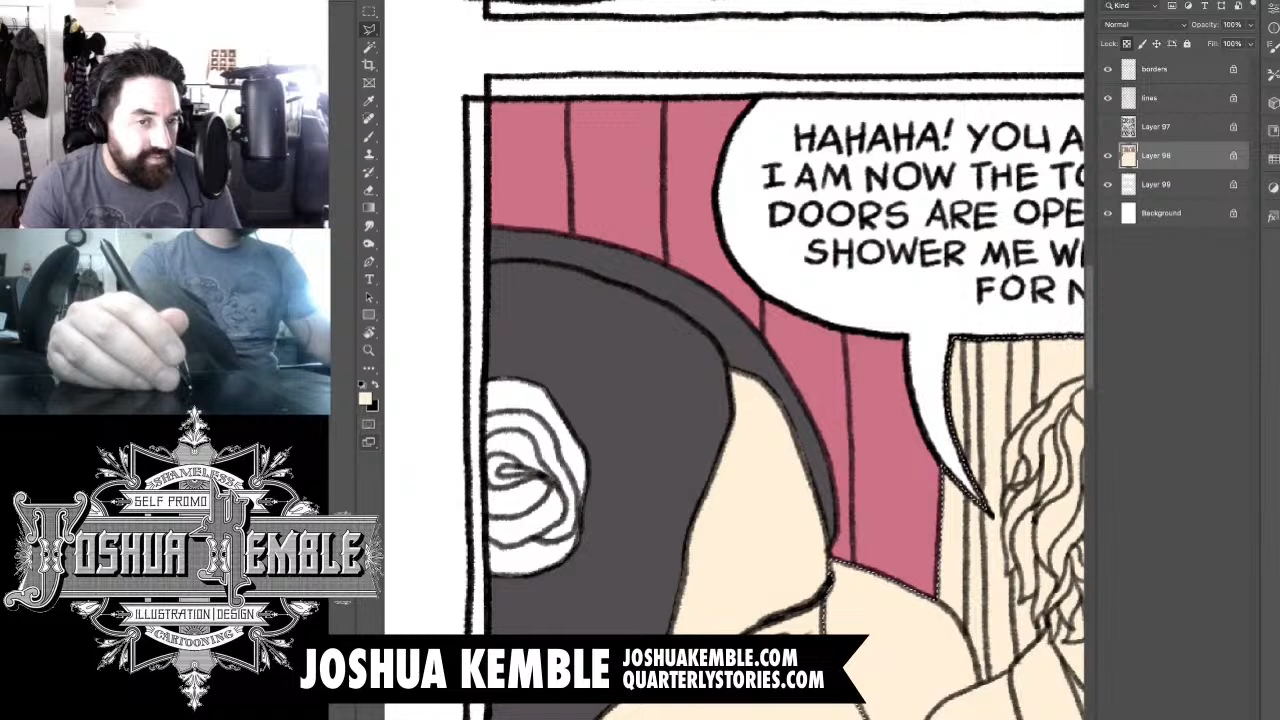 Kind
Normal
Opacity: 100%
Lock:
Fill: 100%
borders
lines
Layer 97
Layer 98
Layer 99
Background
HAHAHA! YOU A
I AM NOW THE TO
DOORS ARE OPE
SHOWER ME W
FOR N
SHAMELESS
SELF PROMO
JOSHUA KEMBLE
ILLUSTRATION|DESIGN
CARTOONING
JOSHUA KEMBLE
JOSHUAKEMBLE.COM
QUARTERLYSTORIES.COM